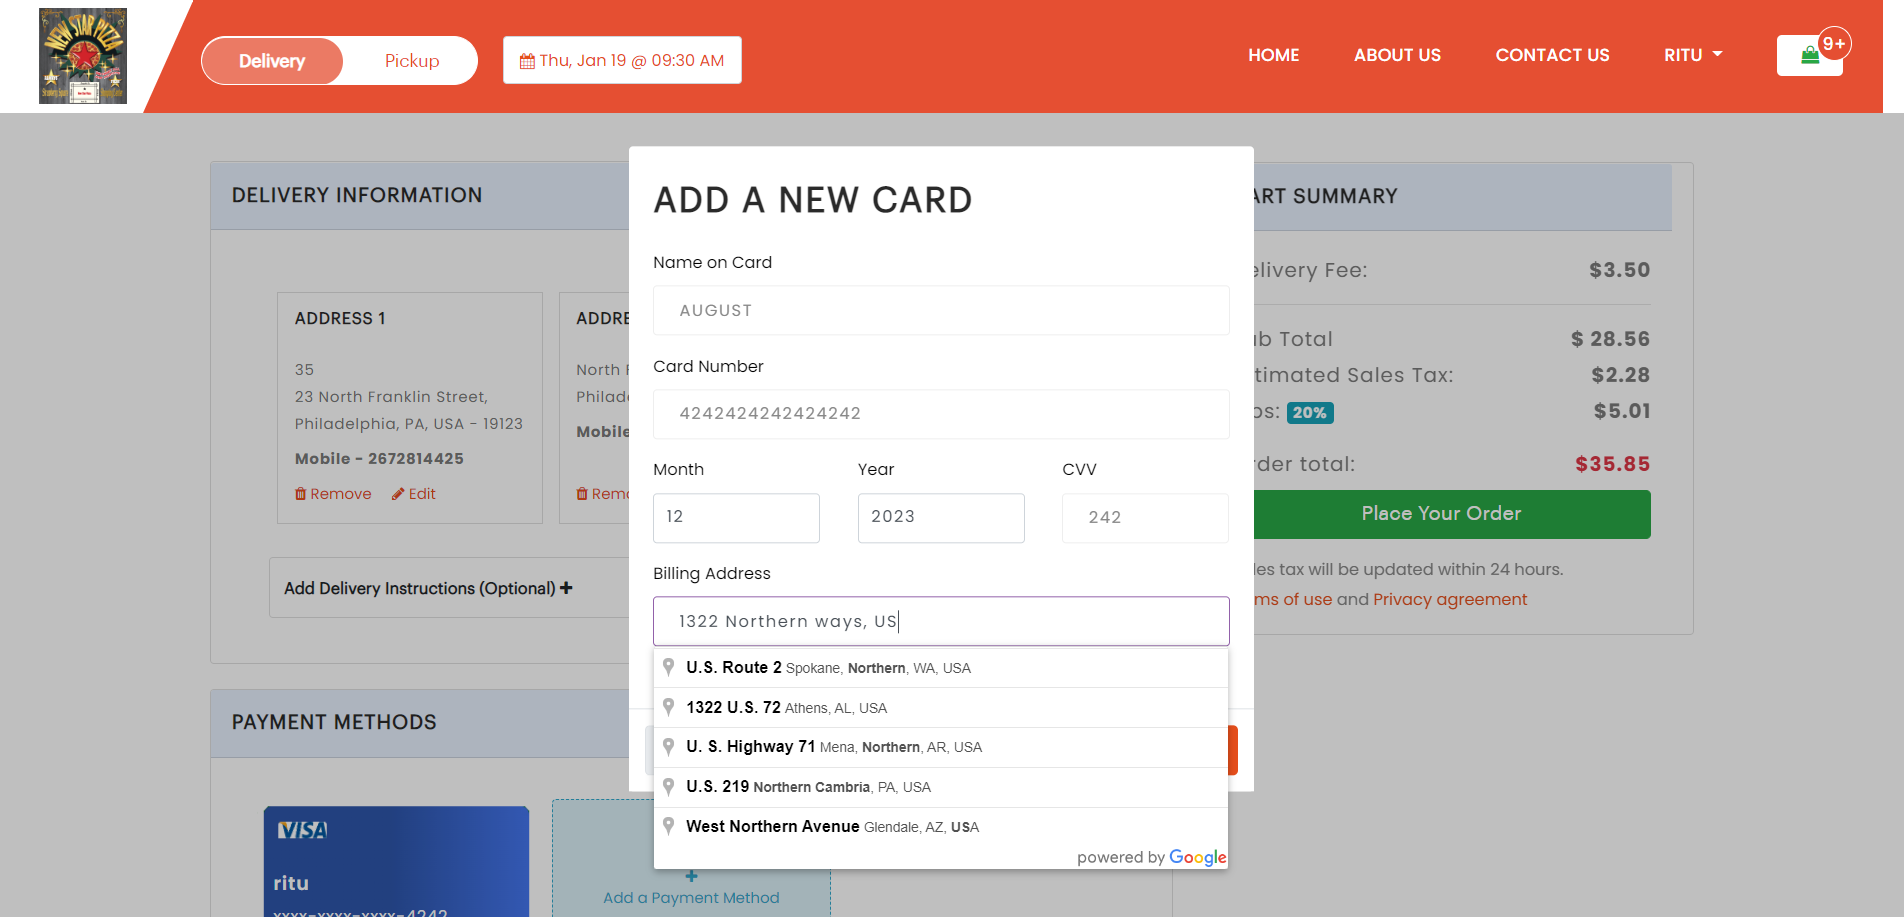 NEW STAR PIZZA
Delivery
Pickup
Thu, Jan 19 @ 09:30 AM
HOME
ABOUT US
CONTACT US
RITU
9+
DELIVERY INFORMATION
ADDRESS 1
35
23 North Franklin Street,
Philadelphia, PA, USA - 19123
Mobile - 2672814425
Remove
Edit
ADDRE
North F
Philad
Mobile
Remo
Add Delivery Instructions (Optional)
PAYMENT METHODS
VISA
ritu
xxxx-xxxx-xxxx-4242
Add a Payment Method
ADD A NEW CARD
Name on Card
AUGUST
Card Number
4242424242424242
Month
Year
CVV
12
2023
242
Billing Address
1322 Northern ways, US
U.S. Route 2 Spokane, Northern, WA, USA
1322 U.S. 72 Athens, AL, USA
U. S. Highway 71 Mena, Northern, AR, USA
U.S. 219 Northern Cambria, PA, USA
West Northern Avenue Glendale, AZ, USA
powered by Google
ART SUMMARY
elivery Fee: $3.50
ub Total $ 28.56
timated Sales Tax: $2.28
ps: 20% $5.01
rder total: $35.85
Place Your Order
les tax will be updated within 24 hours.
ms of use and Privacy agreement